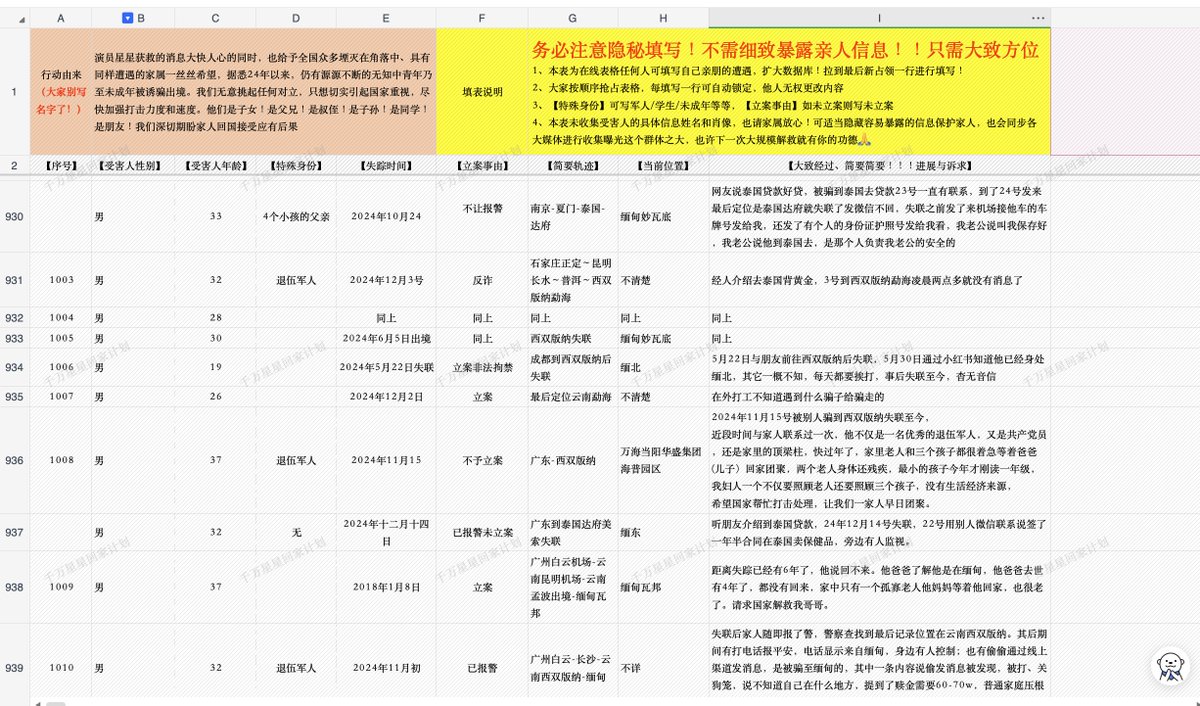 A B C D E F G H I ···
1
行动由来
（大家别写
名字了！）
演员星星获救的消息大快人心的同时，也给予全国众多堙灭在角落中、具有
同样遭遇的家属一丝丝希望，据悉24年以来，仍有源源不断的无知中青年乃
至未成年被诱骗出境。我们无意挑起任何对立，只想切实引起国家重视，尽
快加强打击力度和速度。他们是子女！是父兄！是叔侄！是子孙！是同学！
是朋友！我们深切期盼家人回国接受应有后果
填表说明
务必注意隐秘填写！不需细致暴露亲人信息！！只需大致方位
1、本表为在线表格任何人可填写自己亲朋的遭遇，扩大数据库！拉到最后新占领一行进行填写！
2、大家按顺序抢占表格，每填写一行可自动锁定，他人无权更改内容
3、【特殊身份】可写军人/学生/未成年等等，【立案事由】如未立案则写未立案
4、本表未收集受害人的具体信息姓名和肖像，也请家属放心！可适当隐藏容易暴露的信息保护家人，也会同步各
大媒体进行收集曝光这个群体之大，也许下一次大规模解救就有你的功德🙏
2 【序号】 【受害人性别】 【受害人年龄】 【特殊身份】 【失踪时间】 【立案事由】 【简要轨迹】 【当前位置】 【大致经过、简要简要！！！进展与诉求】
930 男 33 4个小孩的父亲 2024年10月24 不让报警
南京-厦门-泰国-
达府
缅甸妙瓦底
网友说泰国贷款好贷，被骗到泰国去贷款23号一直有联系，到了24号发来
最后定位是泰国达府就失联了发微信不回，失联之前发了来机场接他车的车
牌号发给我，还发了有个人的身份证护照号发给我看，我老公说叫我保存好
，我老公说他到泰国去，是那个人负责我老公的安全的
931 1003 男 32 退伍军人 2024年12月3号 反诈
石家庄正定～昆明
长水～普洱～西双
版纳勐海
不清楚
经人介绍去泰国背黄金，3号到西双版纳勐海凌晨两点多就没有消息了
932 1004 男 28 同上 同上 同上 同上 同上
933 1005 男 30 2024年6月5日出境 同上 西双版纳失联 缅甸妙瓦底 同上
934 1006 男 19 2024年5月22日失联 立案非法拘禁
成都到西双版纳后
失联
缅北
5月22日与朋友前往西双版纳后失联，5月30日通过小红书知道他已经身处
缅北，其它一概不知，每天都要挨打，事后失联至今，杳无音信
935 1007 男 26 2024年12月2日 立案 最后定位云南勐海 不清楚 在外打工不知道遇到什么骗子给骗走的
936 1008 男 37 退伍军人 2024年11月15 不予立案 广东-西双版纳
万海当阳华盛集团
海普园区
2024年11月15号被别人骗到西双版纳失联至今，
近段时间与家人联系过一次，他不仅是一名优秀的退伍军人，又是共产党员
，还是家里的顶梁柱，快过年了，家里老人和三个孩子都很着急等着爸爸
(儿子）回家团聚，两个老人身体还残疾，最小的孩子今年才刚读一年级，
我妇人一个不仅要照顾老人还要照顾三个孩子，没有生活经济来源，
希望国家帮忙打击处理，让我们一家人早日团聚。
937 男 32 无
2024年十二月十四
日
已报警未立案
广东到泰国达府美
索失联
缅东
听朋友介绍到泰国贷款，24年12月14号失联，22号用别人微信联系说签了
一年半合同在泰国卖保健品，旁边有人监视。
938 1009 男 37 2018年1月8日 立案
广州白云机场-云
南昆明机场-云南
孟波出境-缅甸瓦
邦
缅甸瓦邦
距离失踪已经有6年了，他说回不来。他爸爸了解他是在缅甸，他爸爸去世
有4年了，都没有回来，家中只有一个孤寡老人他妈妈等着他回家，也很老
了。请求国家解救我哥哥。
939 1010 男 32 退伍军人 2024年11月初 已报警
广州白云-长沙-云
南西双版纳-缅甸
不详
失联后家人随即报了警，警察查找到最后记录位置在云南西双版纳。其后期
间有打电话报平安，电话显示来自缅甸，身边有人控制；也有偷偷通过线上
渠道发消息，是被骗至缅甸的，其中一条内容说偷发消息被发现，被打、关
狗笼，说不知道自己在什么地方，提到了赎金需要60-70w，普通家庭压根
千万星星回家计划